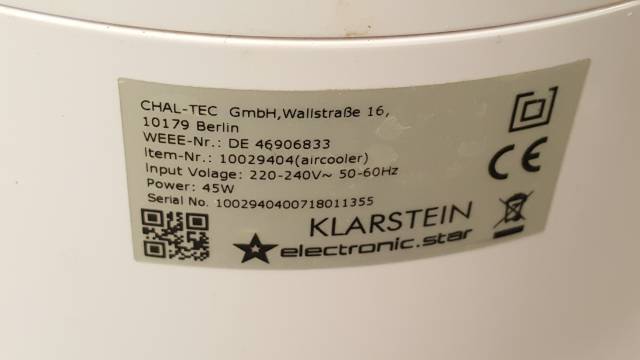 CHAL-TEC GmbH,Wallstraße 16,
10179 Berlin
WEEE-Nr.: DE 46906833
Item-Nr.: 10029404(aircooler)
Input Volage: 220-240V~ 50-60Hz
Power: 45W
Serial No. 1002940400718011355
CE
KLARSTEIN
electronic.star